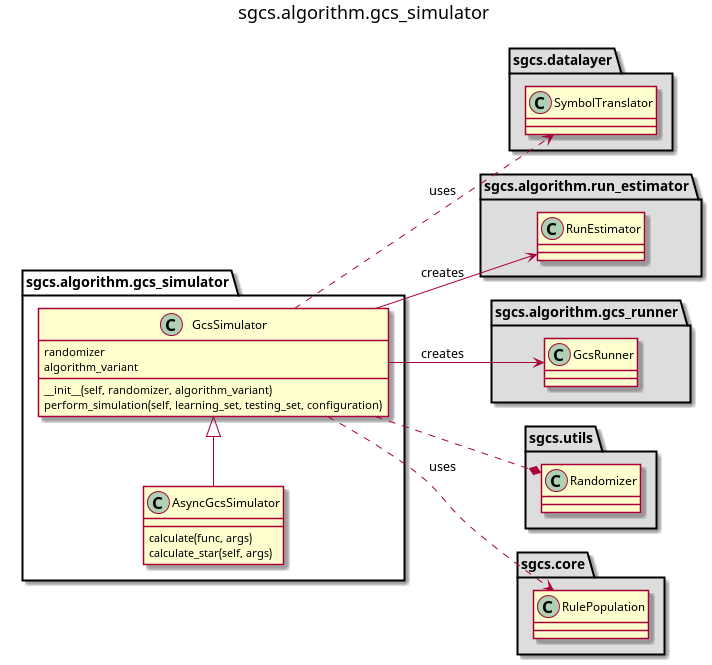 sgcs.algorithm.gcs_simulator
sgcs.datalayer
C SymbolTranslator
uses
sgcs.algorithm.run_estimator
C RunEstimator
creates
sgcs.algorithm.gcs_simulator
C GcsSimulator
randomizer
algorithm_variant
__init__(self, randomizer, algorithm_variant)
perform_simulation(self, learning_set, testing_set, configuration)
sgcs.algorithm.gcs_runner
C GcsRunner
creates
sgcs.utils
C Randomizer
uses
C AsyncGcsSimulator
calculate(func, args)
calculate_star(self, args)
sgcs.core
C RulePopulation